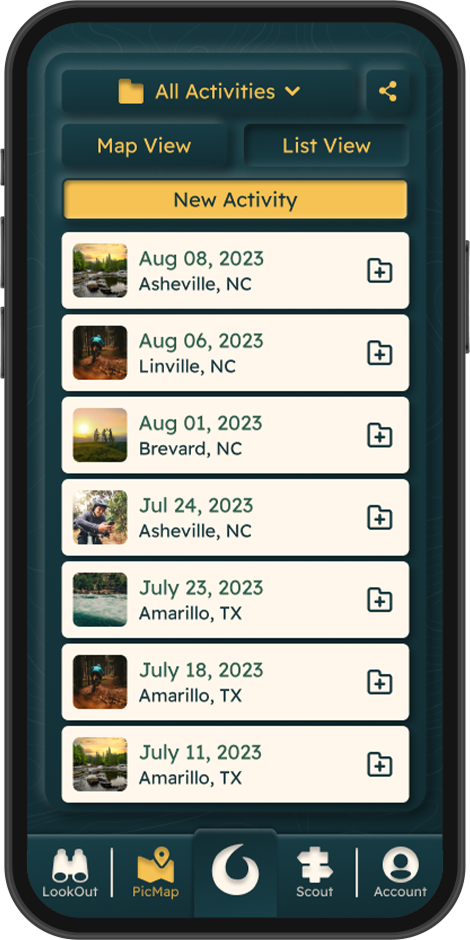 All Activities
Map View
List View
New Activity
Aug 08, 2023
Asheville, NC
Aug 06, 2023
Linville, NC
Aug 01, 2023
Brevard, NC
Jul 24, 2023
Asheville, NC
July 23, 2023
Amarillo, TX
July 18, 2023
Amarillo, TX
July 11, 2023
Amarillo, TX
LookOut
PicMap
Scout
Account